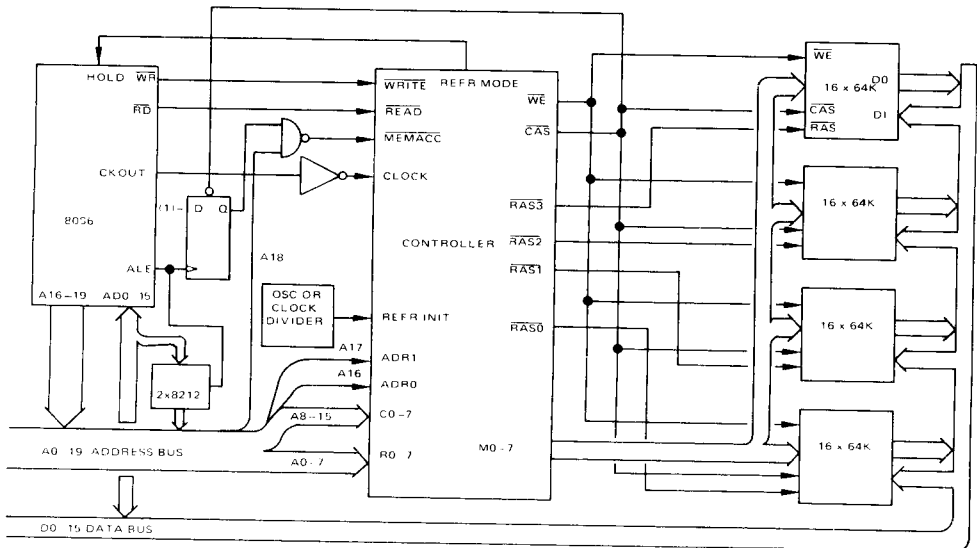 HOLD
WR
RD
CKOUT
8086
ALE
A16-19
AD0 15
(1)-
D
Q
A18
OSC OR
CLOCK
DIVIDER
2x8212
A17
A16
A8-15
A0-7
A0 19 ADDRESS BUS
D0 15 DATA BUS
REFR MODE
WRITE
READ
MEMACC
CLOCK
CONTROLLER
REFR INIT
ADR1
ADR0
C0-7
R0-7
WE
CAS
RAS3
RAS2
RAS1
RAS0
M0-7
WE
D0
16 x 64K
CAS
DI
RAS
16 x 64K
16 x 64K
16 x 64K